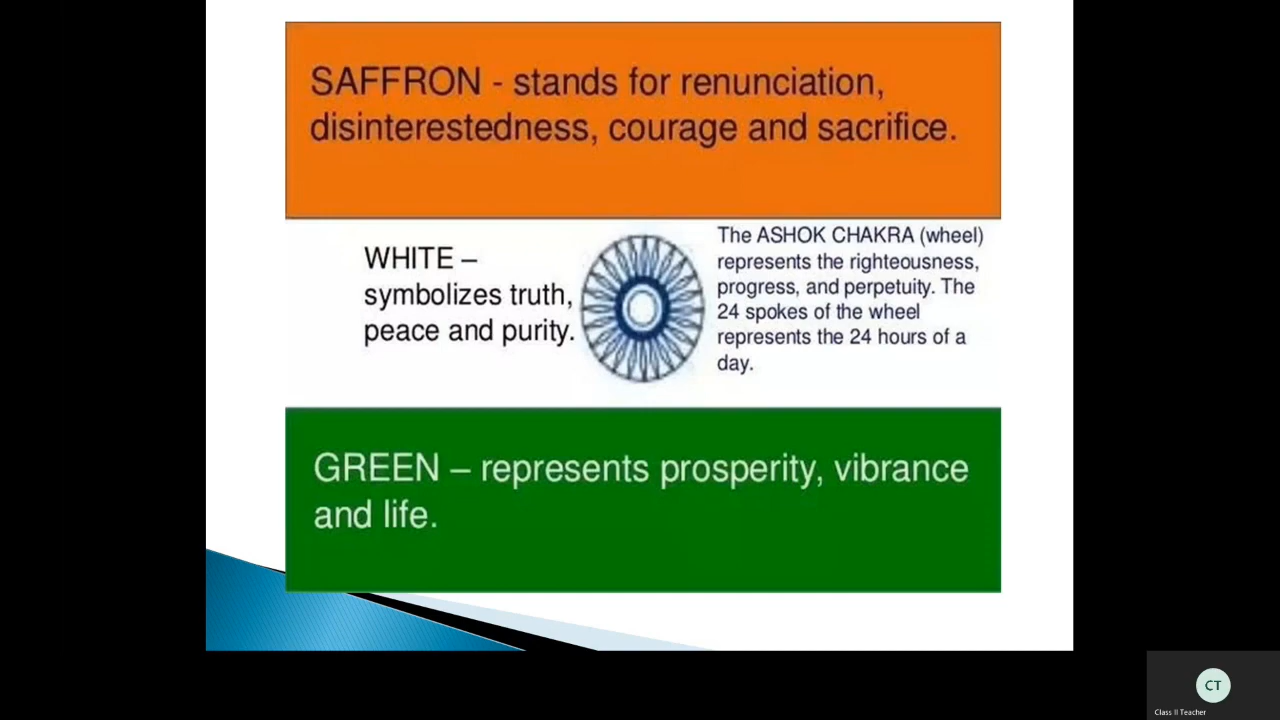 SAFFRON - stands for renunciation,
disinterestedness, courage and sacrifice.
WHITE –
symbolizes truth,
peace and purity.
The ASHOK CHAKRA (wheel)
represents the righteousness,
progress, and perpetuity. The
24 spokes of the wheel
represents the 24 hours of a
day.
GREEN – represents prosperity, vibrance
and life.
CT
Class II Teacher